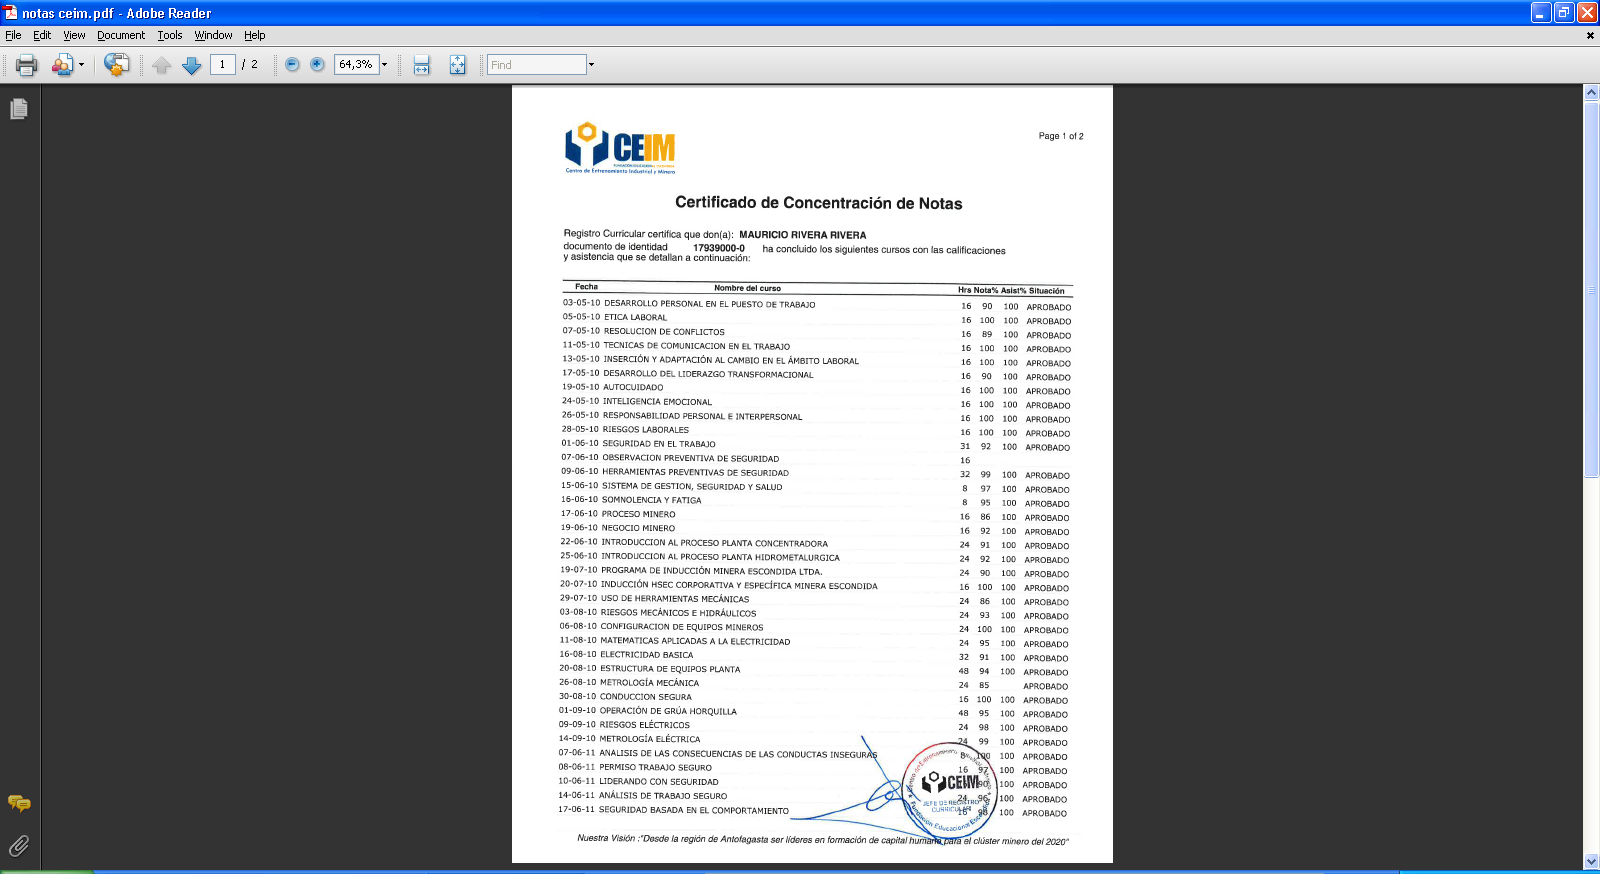 notas ceim.pdf - Adobe Reader
File Edit View Document Tools Window Help
1 / 2 64,3% Find
CEIM
FUNDACIÓN EDUCACIONAL ESCONDIDA
Centro de Entrenamiento Industrial y Minero
Page 1 of 2
Certificado de Concentración de Notas
Registro Curricular certifica que don(a): MAURICIO RIVERA RIVERA
documento de identidad 17939000-0 ha concluido los siguientes cursos con las calificaciones
y asistencia que se detallan a continuación:
Fecha Nombre del curso Hrs Nota% Asist% Situación
03-05-10 DESARROLLO PERSONAL EN EL PUESTO DE TRABAJO 16 90 100 APROBADO
05-05-10 ETICA LABORAL 16 100 100 APROBADO
07-05-10 RESOLUCION DE CONFLICTOS 16 89 100 APROBADO
11-05-10 TECNICAS DE COMUNICACION EN EL TRABAJO 16 100 100 APROBADO
13-05-10 INSERCIÓN Y ADAPTACIÓN AL CAMBIO EN EL ÁMBITO LABORAL 16 100 100 APROBADO
17-05-10 DESARROLLO DEL LIDERAZGO TRANSFORMACIONAL 16 90 100 APROBADO
19-05-10 AUTOCUIDADO 16 100 100 APROBADO
24-05-10 INTELIGENCIA EMOCIONAL 16 100 100 APROBADO
26-05-10 RESPONSABILIDAD PERSONAL E INTERPERSONAL 16 100 100 APROBADO
28-05-10 RIESGOS LABORALES 16 100 100 APROBADO
01-06-10 SEGURIDAD EN EL TRABAJO 31 92 100 APROBADO
07-06-10 OBSERVACION PREVENTIVA DE SEGURIDAD 16
09-06-10 HERRAMIENTAS PREVENTIVAS DE SEGURIDAD 32 99 100 APROBADO
15-06-10 SISTEMA DE GESTION, SEGURIDAD Y SALUD 8 97 100 APROBADO
16-06-10 SOMNOLENCIA Y FATIGA 8 95 100 APROBADO
17-06-10 PROCESO MINERO 16 86 100 APROBADO
19-06-10 NEGOCIO MINERO 16 92 100 APROBADO
22-06-10 INTRODUCCION AL PROCESO PLANTA CONCENTRADORA 24 91 100 APROBADO
25-06-10 INTRODUCCION AL PROCESO PLANTA HIDROMETALURGICA 24 92 100 APROBADO
19-07-10 PROGRAMA DE INDUCCIÓN MINERA ESCONDIDA LTDA. 24 90 100 APROBADO
20-07-10 INDUCCIÓN HSEC CORPORATIVA Y ESPECÍFICA MINERA ESCONDIDA 16 100 100 APROBADO
29-07-10 USO DE HERRAMIENTAS MECÁNICAS 24 86 100 APROBADO
03-08-10 RIESGOS MECÁNICOS E HIDRÁULICOS 24 93 100 APROBADO
06-08-10 CONFIGURACION DE EQUIPOS MINEROS 24 100 100 APROBADO
11-08-10 MATEMATICAS APLICADAS A LA ELECTRICIDAD 24 95 100 APROBADO
16-08-10 ELECTRICIDAD BASICA 32 91 100 APROBADO
20-08-10 ESTRUCTURA DE EQUIPOS PLANTA 48 94 100 APROBADO
26-08-10 METROLOGÍA MECÁNICA 24 85 APROBADO
30-08-10 CONDUCCION SEGURA 16 100 100 APROBADO
01-09-10 OPERACIÓN DE GRÚA HORQUILLA 48 95 100 APROBADO
09-09-10 RIESGOS ELÉCTRICOS 24 98 100 APROBADO
14-09-10 METROLOGÍA ELÉCTRICA 24 99 100 APROBADO
07-06-11 ANALISIS DE LAS CONSECUENCIAS DE LAS CONDUCTAS INSEGURAS 8 100 100 APROBADO
08-06-11 PERMISO TRABAJO SEGURO 16 97 100 APROBADO
10-06-11 LIDERANDO CON SEGURIDAD 90 100 APROBADO
14-06-11 ANÁLISIS DE TRABAJO SEGURO 24 96 100 APROBADO
17-06-11 SEGURIDAD BASADA EN EL COMPORTAMIENTO 16 98 100 APROBADO
CEIM
JEFE DE REGISTRO
CURRICULAR
Fundación Educacional Escondida
Nuestra Visión :"Desde la región de Antofagasta ser líderes en formación de capital humano para el clúster minero del 2020"